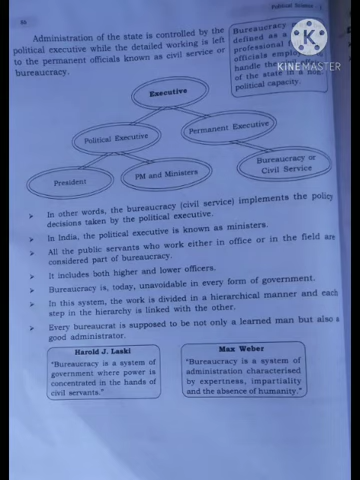 66
Political Science - I
Administration of the state is controlled by the
political executive while the detailed working is left
to the permanent officials known as civil service or
bureaucracy.
Bureaucracy
defined as a
professional
officials employed
handle the
of the state in a non
political capacity.
K
KINEMASTER
Executive
Political Executive
Permanent Executive
President
PM and Ministers
Bureaucracy or
Civil Service
➢ In other words, the bureaucracy (civil service) implements the policy
decisions taken by the political executive.
➢ In India, the political executive is known as ministers.
➢ All the public servants who work either in office or in the field are
considered part of bureaucracy.
➢ It includes both higher and lower officers.
➢ Bureaucracy is, today, unavoidable in every form of government.
➢ In this system, the work is divided in a hierarchical manner and each
step in the hierarchy is linked with the other.
➢ Every bureaucrat is supposed to be not only a learned man but also a
good administrator.
Harold J. Laski
"Bureaucracy is a system of
government where power is
concentrated in the hands of
civil servants."
Max Weber
"Bureaucracy is a system of
administration characterised
by expertness, impartiality
and the absence of humanity."